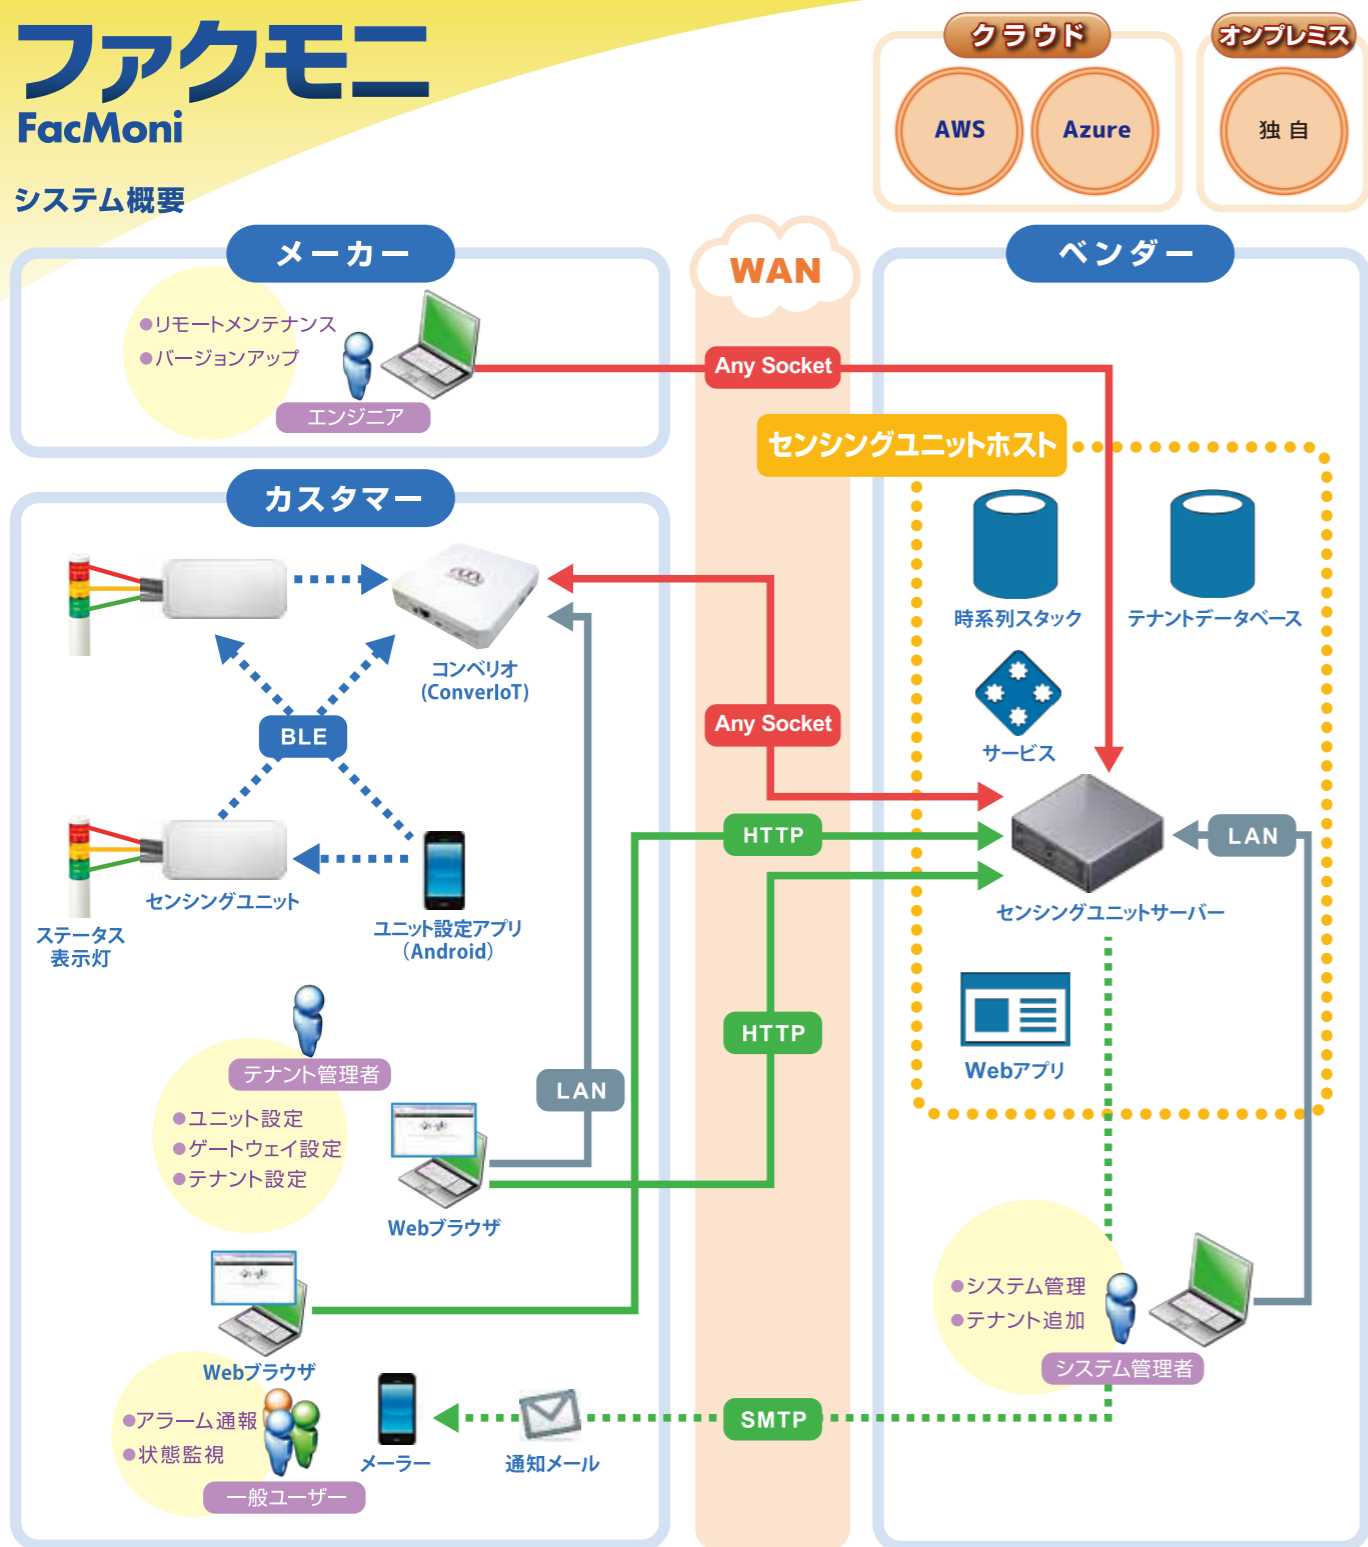 ファクモニ
FacMoni
システム概要
クラウド
オンプレミス
AWS
Azure
独自
メーカー
WAN
ベンダー
●リモートメンテナンス
●バージョンアップ
エンジニア
Any Socket
センシングユニットホスト
カスタマー
時系列スタック
テナントデータベース
コンベリオ
(ConverIoT)
BLE
Any Socket
サービス
HTTP
LAN
センシングユニット
センシングユニットサーバー
ステータス
表示灯
ユニット設定アプリ
(Android)
HTTP
Webアプリ
テナント管理者
LAN
●ユニット設定
●ゲートウェイ設定
●テナント設定
Webブラウザ
●システム管理
●テナント追加
システム管理者
Webブラウザ
●アラーム通報
●状態監視
一般ユーザー
メーラー
通知メール
SMTP